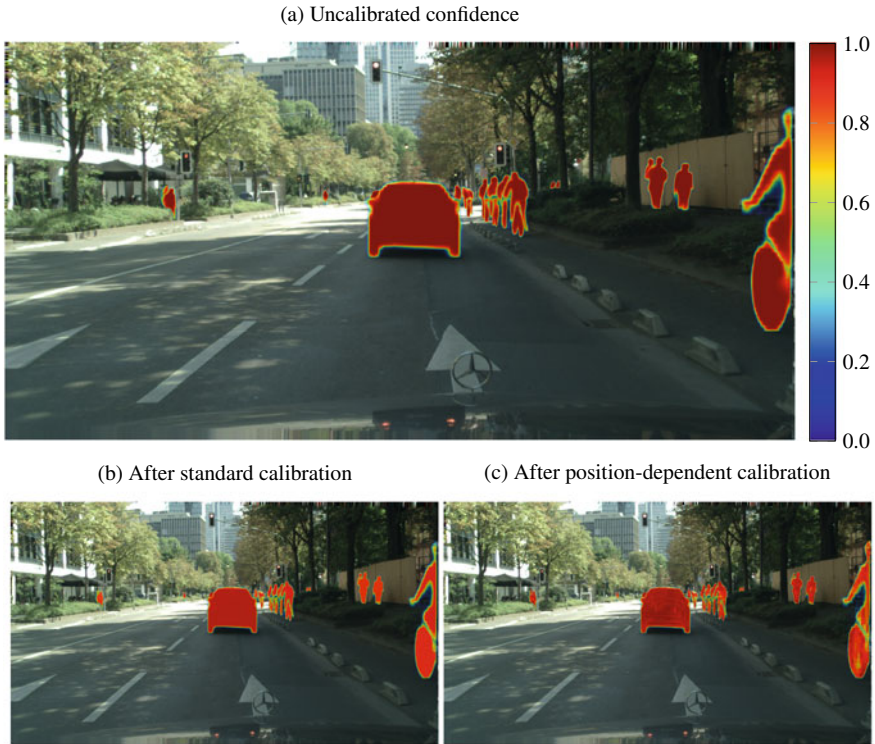 (a) Uncalibrated confidence
1.0
0.8
0.6
0.4
0.2
0.0
(b) After standard calibration
(c) After position-dependent calibration